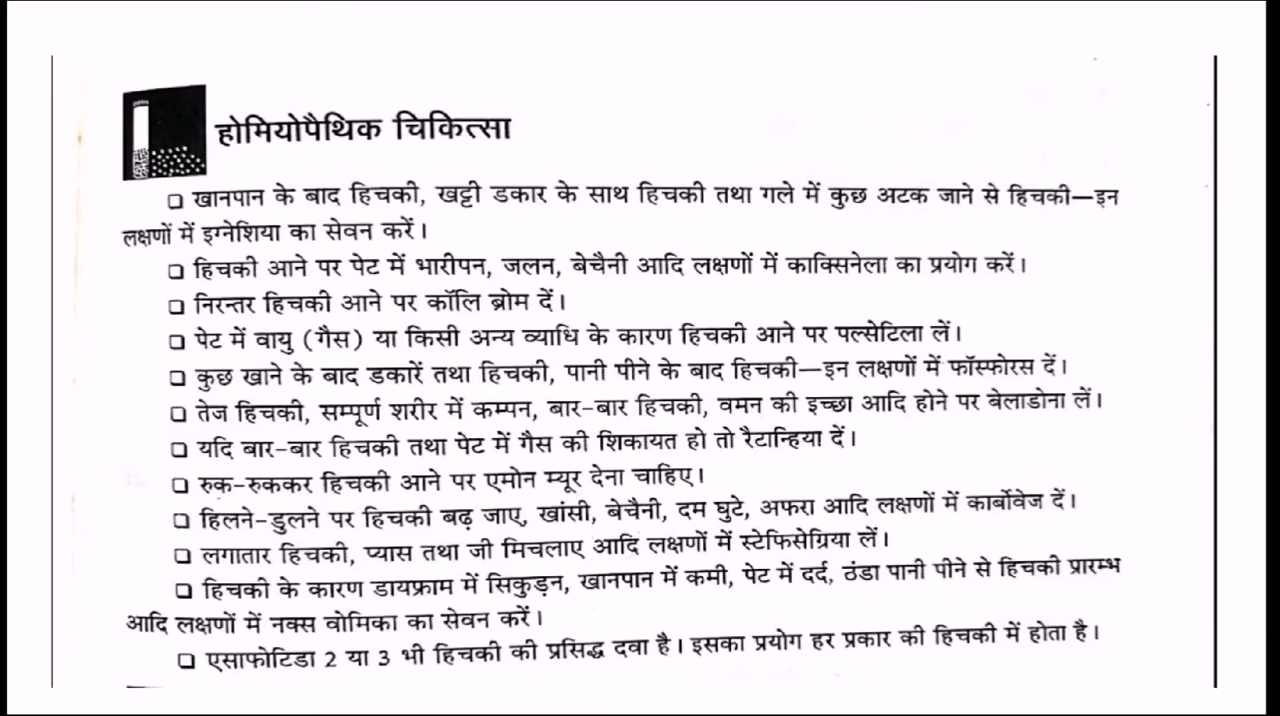 होमियोपैथिक चिकित्सा
❑ खानपान के बाद हिचकी, खट्टी डकार के साथ हिचकी तथा गले में कुछ अटक जाने से हिचकी—इन
लक्षणों में इग्नेशिया का सेवन करें।
❑ हिचकी आने पर पेट में भारीपन, जलन, बेचैनी आदि लक्षणों में काक्सिनेला का प्रयोग करें।
❑ निरन्तर हिचकी आने पर कॉलि ब्रोम दें।
❑ पेट में वायु (गैस) या किसी अन्य व्याधि के कारण हिचकी आने पर पल्सेटिला लें।
❑ कुछ खाने के बाद डकारें तथा हिचकी, पानी पीने के बाद हिचकी—इन लक्षणों में फॉस्फोरस दें।
❑ तेज हिचकी, सम्पूर्ण शरीर में कम्पन, बार-बार हिचकी, वमन की इच्छा आदि होने पर बेलाडोना लें।
❑ यदि बार-बार हिचकी तथा पेट में गैस की शिकायत हो तो रैटान्हिया दें।
❑ रुक-रुककर हिचकी आने पर एमोन म्यूर देना चाहिए।
❑ हिलने-डुलने पर हिचकी बढ़ जाए, खांसी, बेचैनी, दम घुटे, अफरा आदि लक्षणों में कार्बोवेज दें।
❑ लगातार हिचकी, प्यास तथा जी मिचलाए आदि लक्षणों में स्टेफिसेग्रिया लें।
❑ हिचकी के कारण डायफ्राम में सिकुड़न, खानपान में कमी, पेट में दर्द, ठंडा पानी पीने से हिचकी प्रारम्भ
आदि लक्षणों में नक्स वोमिका का सेवन करें।
❑ एसाफोटिडा 2 या 3 भी हिचकी की प्रसिद्ध दवा है। इसका प्रयोग हर प्रकार की हिचकी में होता है।